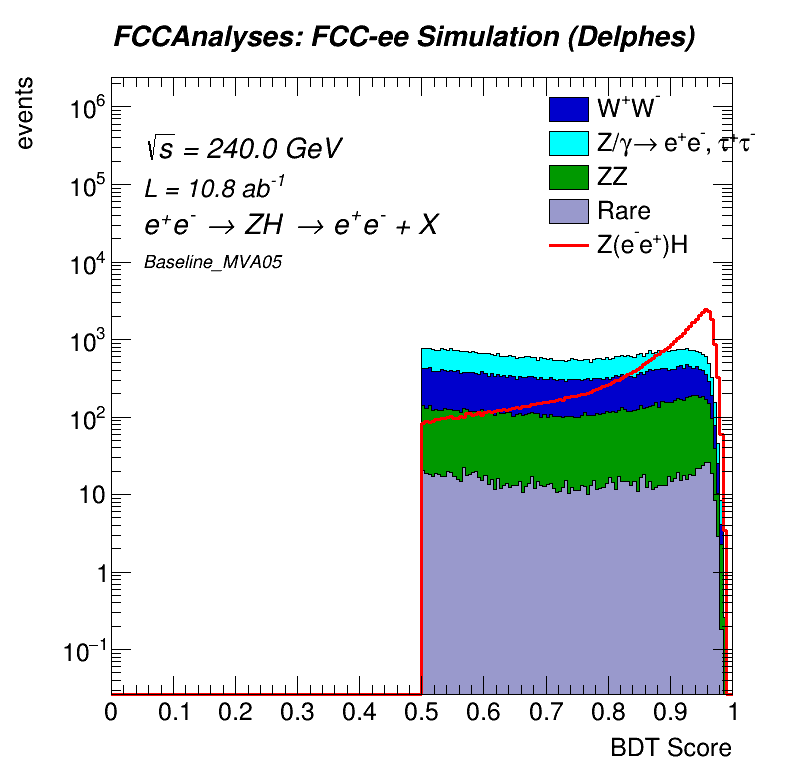 FCCAnalyses: FCC-ee Simulation (Delphes)
events
10⁶
10⁵
10⁴
10³
10²
10
1
10⁻¹
√s = 240.0 GeV
L = 10.8 ab⁻¹
e⁺e⁻ → ZH → e⁺e⁻ + X
Baseline_MVA05
W⁺W⁻
Z/γ→ e⁺e⁻, τ⁺τ⁻
ZZ
Rare
Z(e⁻e⁺)H
0 0.1 0.2 0.3 0.4 0.5 0.6 0.7 0.8 0.9 1
BDT Score